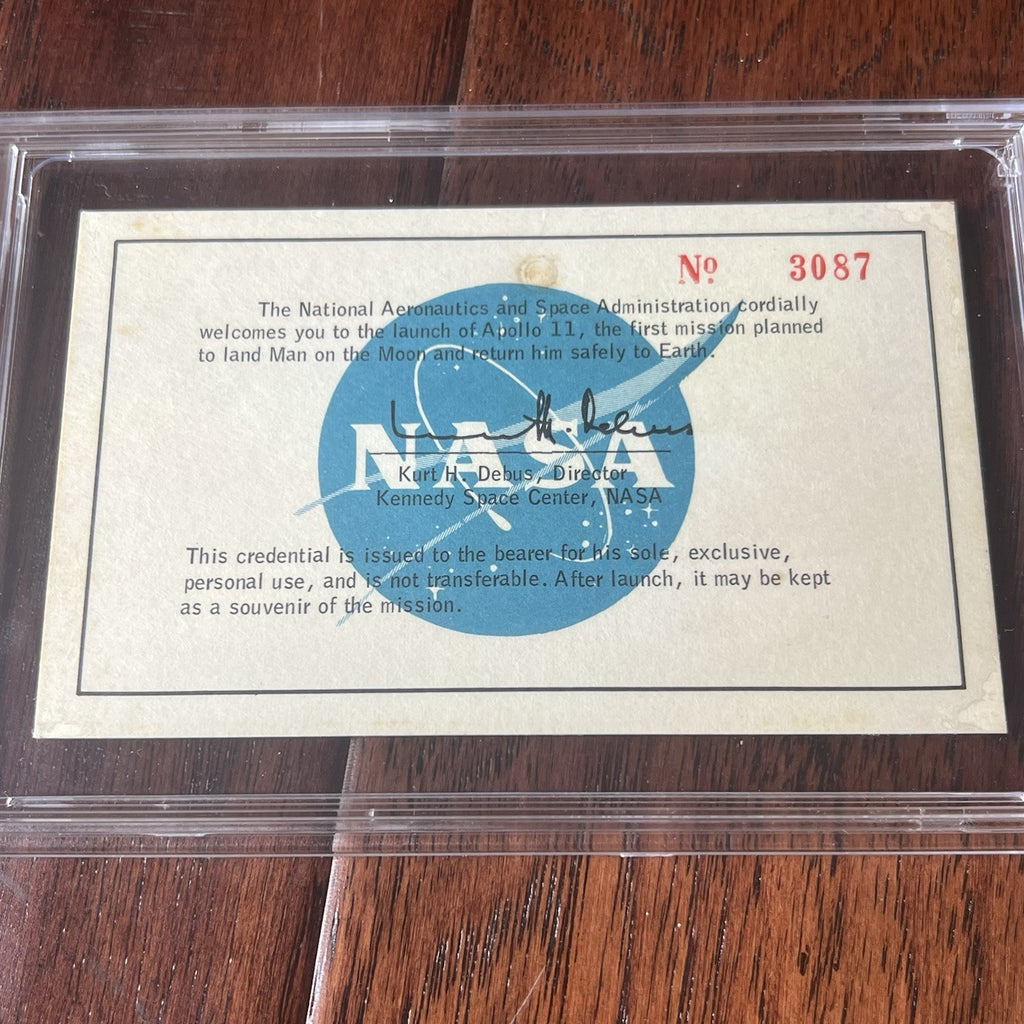 Nº 3087
The National Aeronautics and Space Administration cordially
welcomes you to the launch of Apollo 11, the first mission planned
to land Man on the Moon and return him safely to Earth.
Kurt H. Debus
NASA
Kurt H. Debus, Director
Kennedy Space Center, NASA
This credential is issued to the bearer for his sole, exclusive,
personal use, and is not transferable. After launch, it may be kept
as a souvenir of the mission.